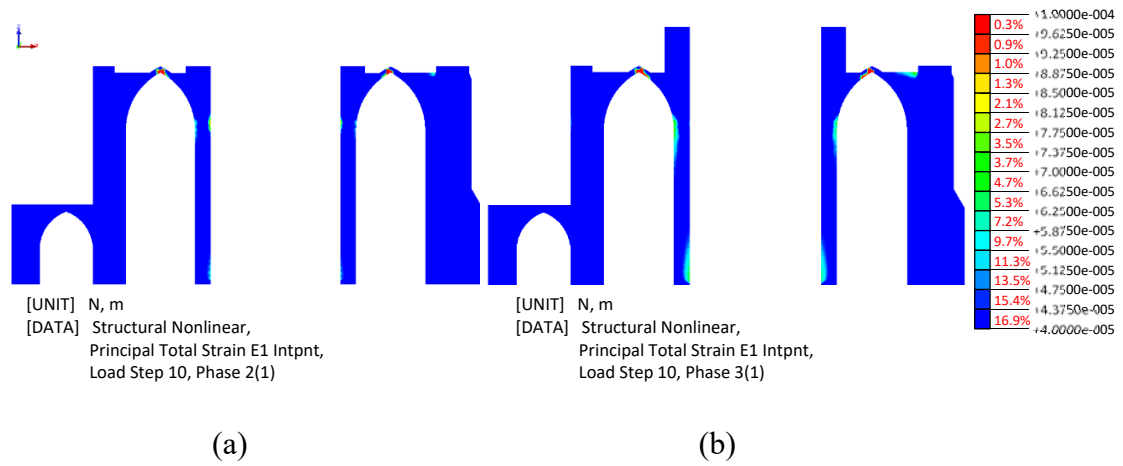 +1.0000e-004
0.3%
+9.6250e-005
0.9%
+9.2500e-005
1.0%
+8.8750e-005
1.3%
+8.5000e-005
2.1%
+8.1250e-005
2.7%
+7.7500e-005
3.5%
+7.3750e-005
3.7%
+7.0000e-005
4.7%
+6.6250e-005
5.3%
+6.2500e-005
7.2%
+5.8750e-005
9.7%
+5.5000e-005
11.3%
+5.1250e-005
13.5%
+4.7500e-005
15.4%
+4.3750e-005
16.9%
+4.0000e-005
[UNIT] N, m
[DATA] Structural Nonlinear,
Principal Total Strain E1 Intpnt,
Load Step 10, Phase 2(1)
[UNIT] N, m
[DATA] Structural Nonlinear,
Principal Total Strain E1 Intpnt,
Load Step 10, Phase 3(1)
(a)
(b)